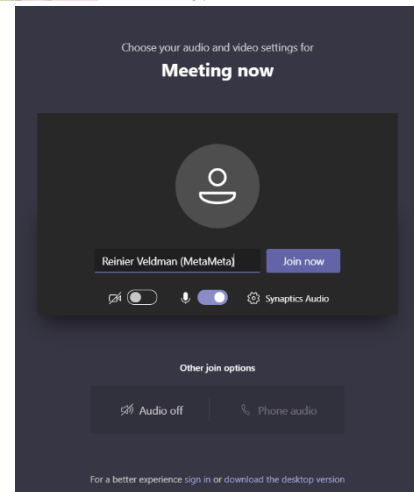 Choose your audio and video settings for
Meeting now
Reinier Veldman (MetaMeta)
Join now
Synaptics Audio
Other join options
Audio off
Phone audio
For a better experience sign in or download the desktop version